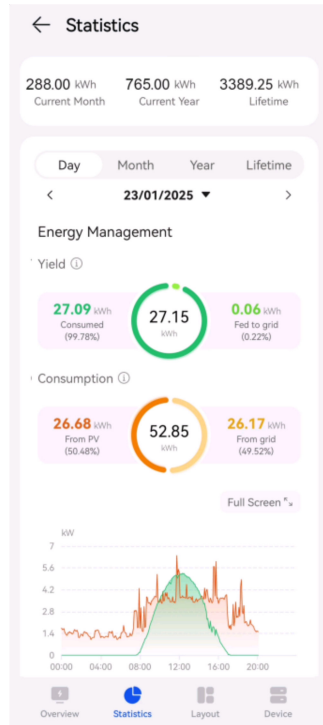 Statistics
288.00 kWh 765.00 kWh 3389.25 kWh
Current Month Current Year Lifetime
Day Month Year Lifetime
23/01/2025
Energy Management
Yield
27.09 kWh
Consumed
(99.78%)
27.15
kWh
0.06 kWh
Fed to grid
(0.22%)
Consumption
26.68 kWh
From PV
(50.48%)
52.85
kWh
26.17 kWh
From grid
(49.52%)
Full Screen
kW
7
5.6
4.2
2.8
1.4
0
00:00 04:00 08:00 12:00 16:00 20:00
Overview Statistics Layout Device